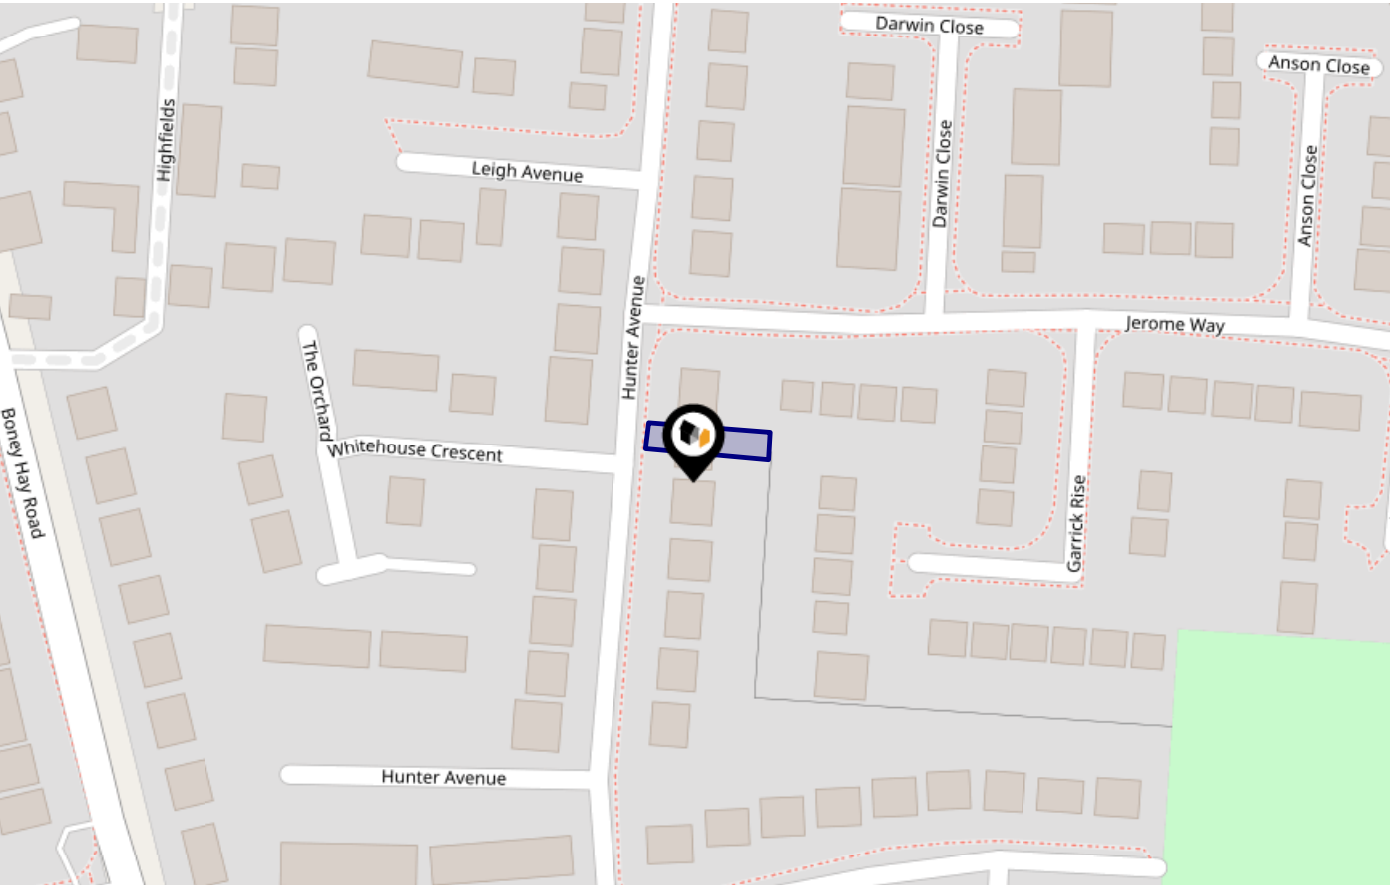 Darwin Close
Anson Close
Highfields
Leigh Avenue
Darwin Close
Anson Close
Hunter Avenue
Jerome Way
The Orchard
Whitehouse Crescent
Boney Hay Road
Garrick Rise
Hunter Avenue